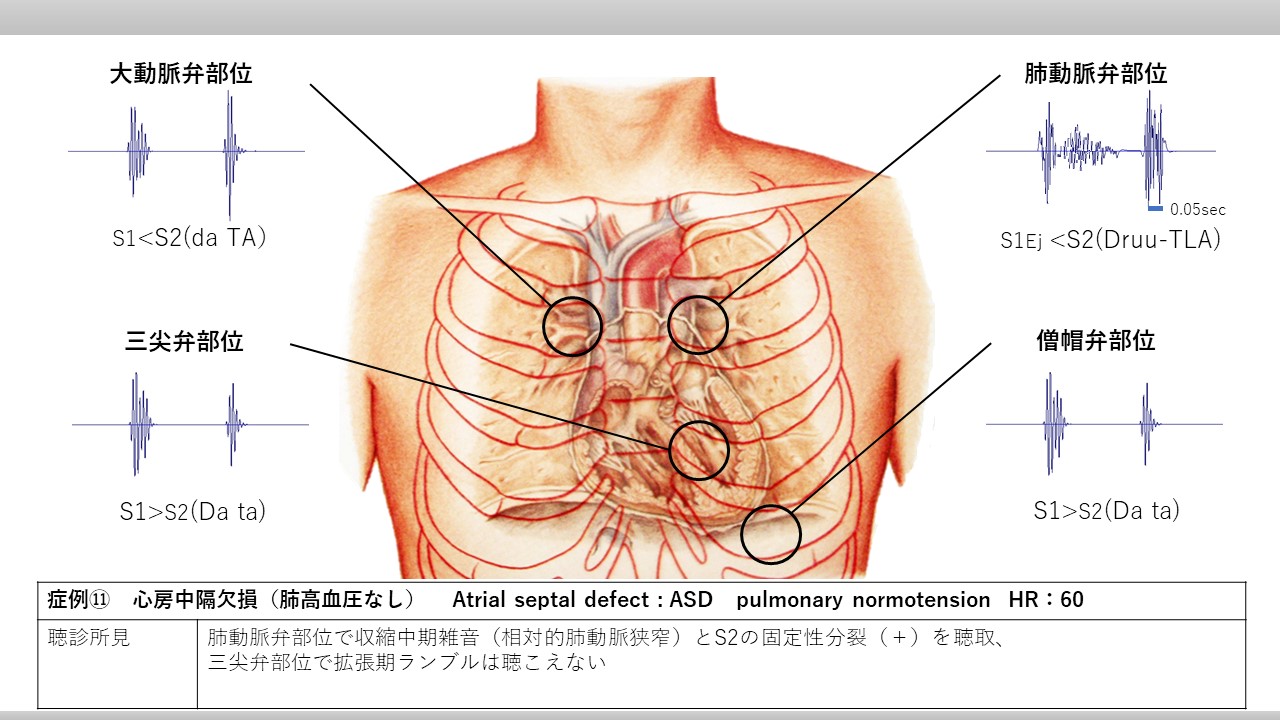 大動脈弁部位
肺動脈弁部位
0.05sec
S1<S2(da TA)
S1Ej <S2(Druu-TLA)
三尖弁部位
僧帽弁部位
S1>S2(Da ta)
S1>S2(Da ta)
症例⑪ 心房中隔欠損（肺高血圧なし） Atrial septal defect : ASD pulmonary normotension HR：60
聴診所見
肺動脈弁部位で収縮中期雑音（相対的肺動脈狭窄）とS2の固定性分裂（＋）を聴取、
三尖弁部位で拡張期ランブルは聴こえない